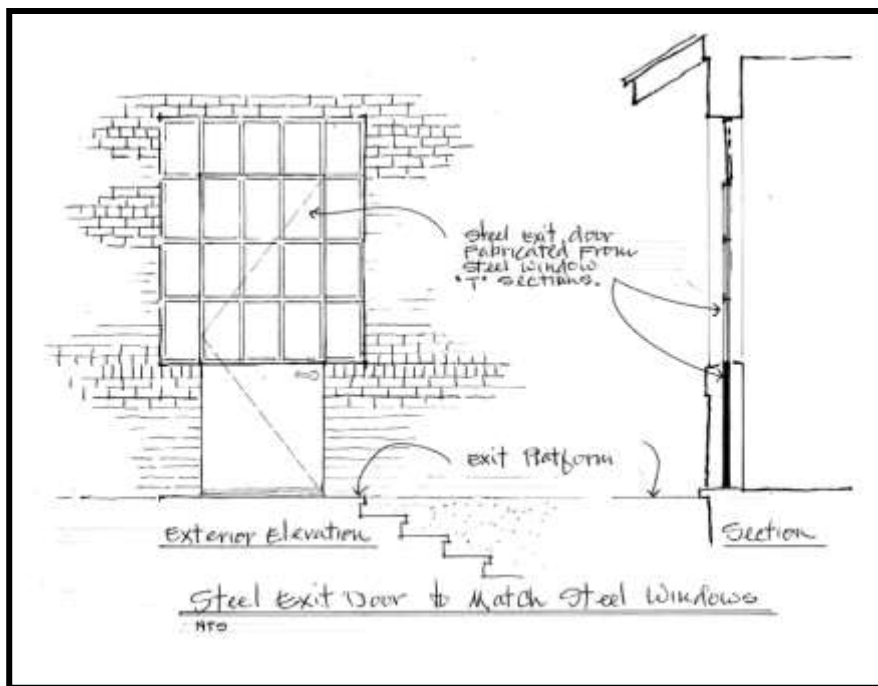 Steel Exit door
Fabricated From
Steel Window
"T" Sections.
Exit Platform
Exterior Elevation
Section
Steel Exit Door to Match Steel Windows
NTS